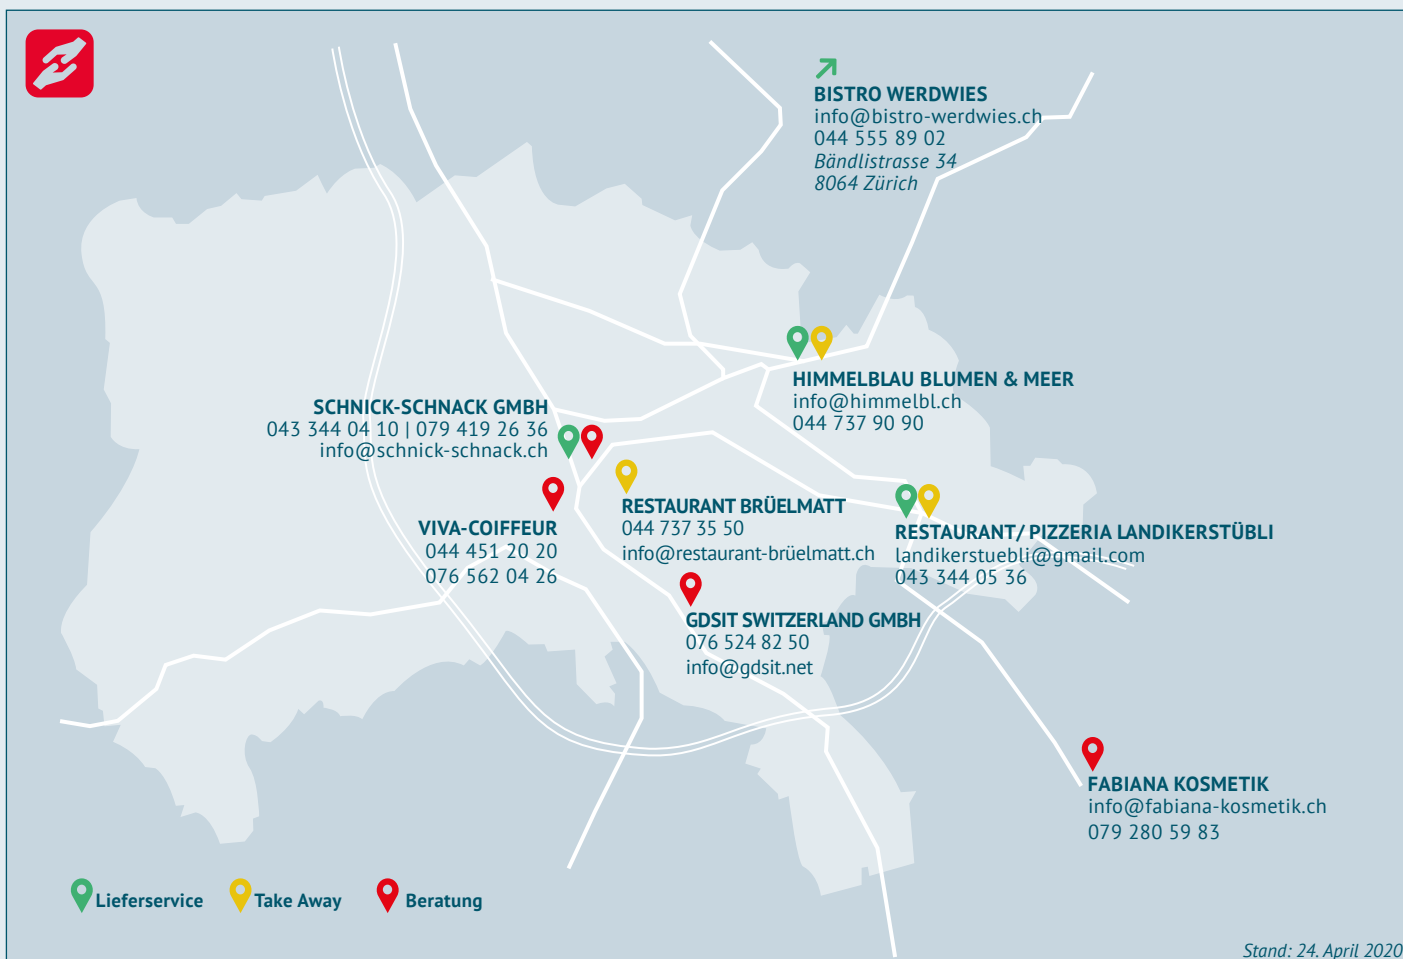 BISTRO WERDWIES
info@bistro-werdwies.ch
044 555 89 02
Bändlistrasse 34
8064 Zürich
HIMMELBLAU BLUMEN & MEER
info@himmelbl.ch
044 737 90 90
SCHNICK-SCHNACK GMBH
043 344 04 10 | 079 419 26 36
info@schnick-schnack.ch
VIVA-COIFFEUR
044 451 20 20
076 562 04 26
RESTAURANT BRÜELMATT
044 737 35 50
info@restaurant-brüelmatt.ch
RESTAURANT/ PIZZERIA LANDIKERSTÜBLI
landikerstuebli@gmail.com
043 344 05 36
GDSIT SWITZERLAND GMBH
076 524 82 50
info@gdsit.net
FABIANA KOSMETIK
info@fabiana-kosmetik.ch
079 280 59 83
Lieferservice
Take Away
Beratung
Stand: 24. April 2020